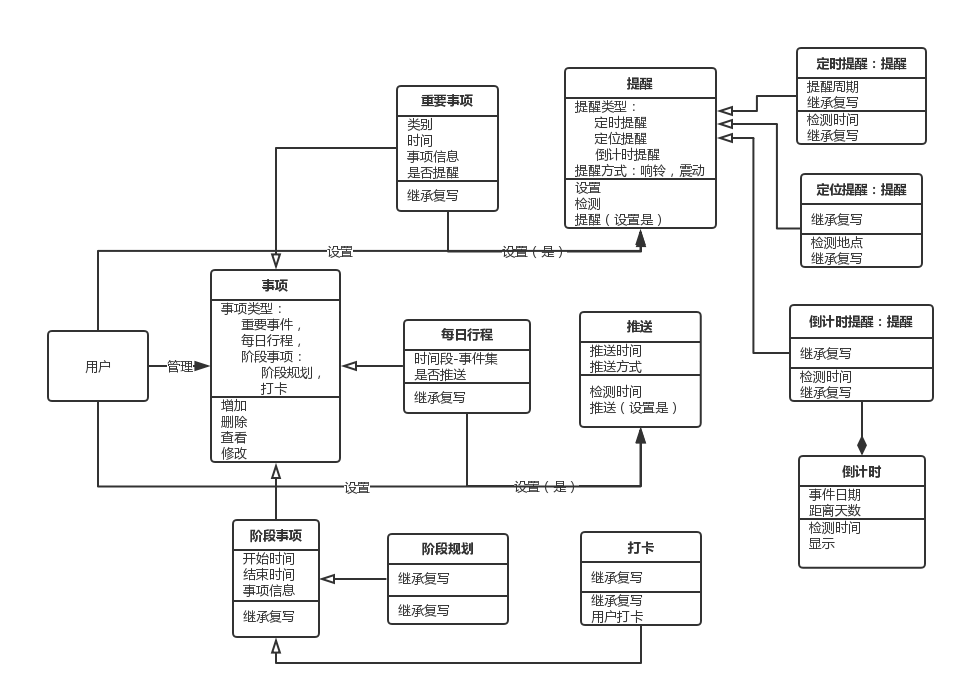 重要事项
类别
时间
事项信息
是否提醒
继承复写
提醒
提醒类型：
定时提醒
定位提醒
倒计时提醒
提醒方式：响铃，震动
设置
检测
提醒（设置是）
定时提醒：提醒
提醒周期
继承复写
检测时间
继承复写
定位提醒：提醒
继承复写
检测地点
继承复写
设置
设置（是）
事项
事项类型：
重要事件，
每日行程，
阶段事项：
阶段规划，
打卡
增加
删除
查看
修改
用户
管理
每日行程
时间段-事件集
是否推送
继承复写
推送
推送时间
推送方式
检测时间
推送（设置是）
倒计时提醒：提醒
继承复写
检测时间
继承复写
倒计时
事件日期
距离天数
检测时间
显示
设置
设置（是）
阶段事项
开始时间
结束时间
事项信息
继承复写
阶段规划
继承复写
继承复写
打卡
继承复写
继承复写
用户打卡